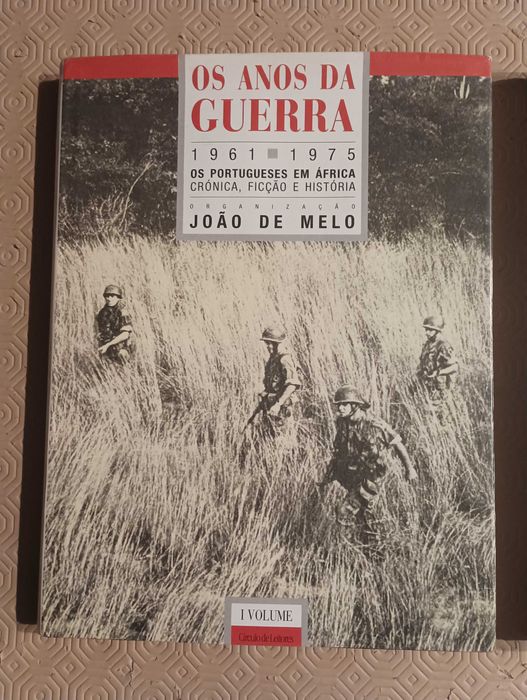 OS ANOS DA
GUERRA
1961 ■ 1975
OS PORTUGUESES EM ÁFRICA
CRÓNICA, FICÇÃO E HISTÓRIA
ORGANIZAÇÃO
JOÃO DE MELO
I VOLUME
Círculo de Leitores